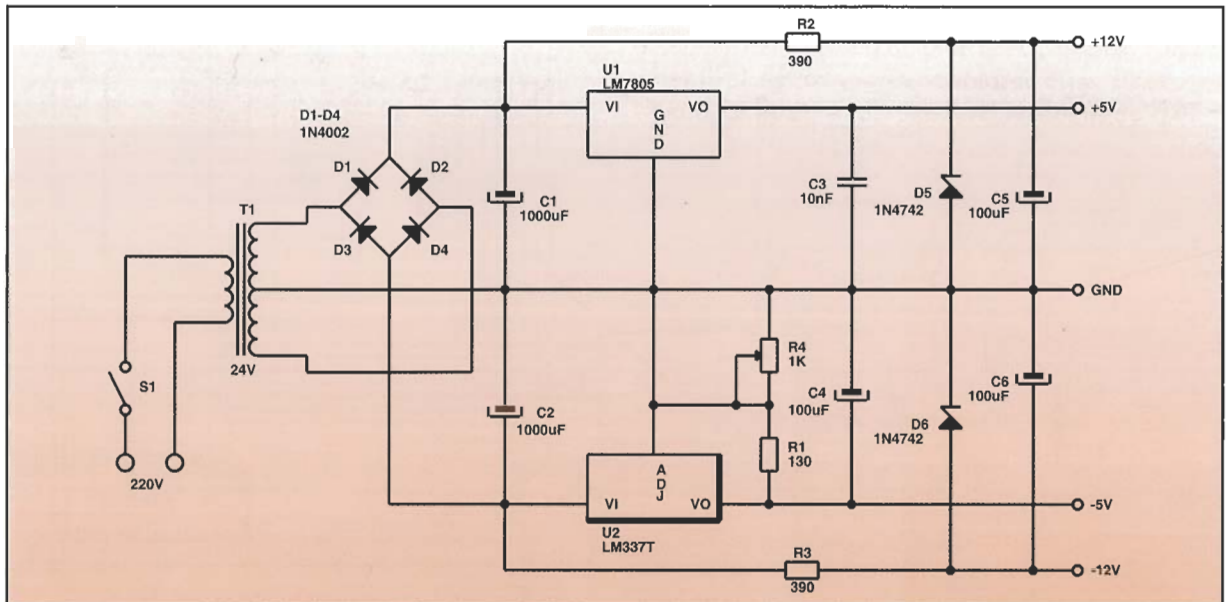 R2
390
+12V
U1
LM7805
VI
VO
GND
+5V
D1-D4
1N4002
D1
D2
D3
D4
C1
1000uF
C3
10nF
D5
1N4742
C5
100uF
T1
24V
GND
S1
220V
R4
1K
C2
1000uF
C4
100uF
C6
100uF
D6
1N4742
R1
130
ADJ
VI
VO
U2
LM337T
-5V
R3
390
-12V